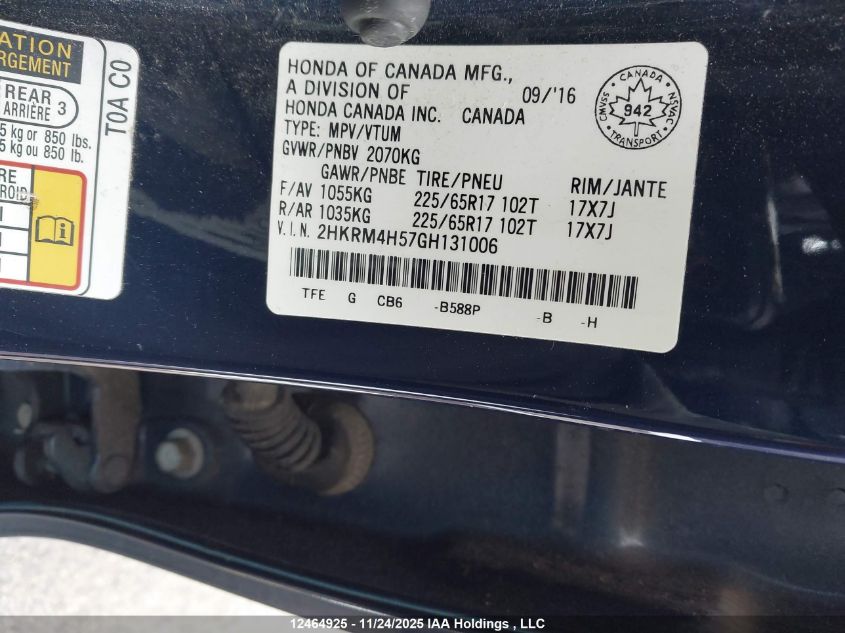 ATION
RGEMENT
REAR 3
ARRIÈRE
5 kg or 850 lbs.
5 kg ou 850 lb.
RE
ROID
T0A C0
HONDA OF CANADA MFG.,
A DIVISION OF 09/'16
HONDA CANADA INC. CANADA
TYPE: MPV/VTUM
GVWR/PNBV 2070KG
GAWR/PNBE TIRE/PNEU RIM/JANTE
F/AV 1055KG 225/65R17 102T 17X7J
R/AR 1035KG 225/65R17 102T 17X7J
V.I.N. 2HKRM4H57GH131006
TFE G CB6 -B588P -B -H
CANADA
CMVSS 942 NSVAC
TRANSPORT
12464925 - 11/24/2025 IAA Holdings , LLC